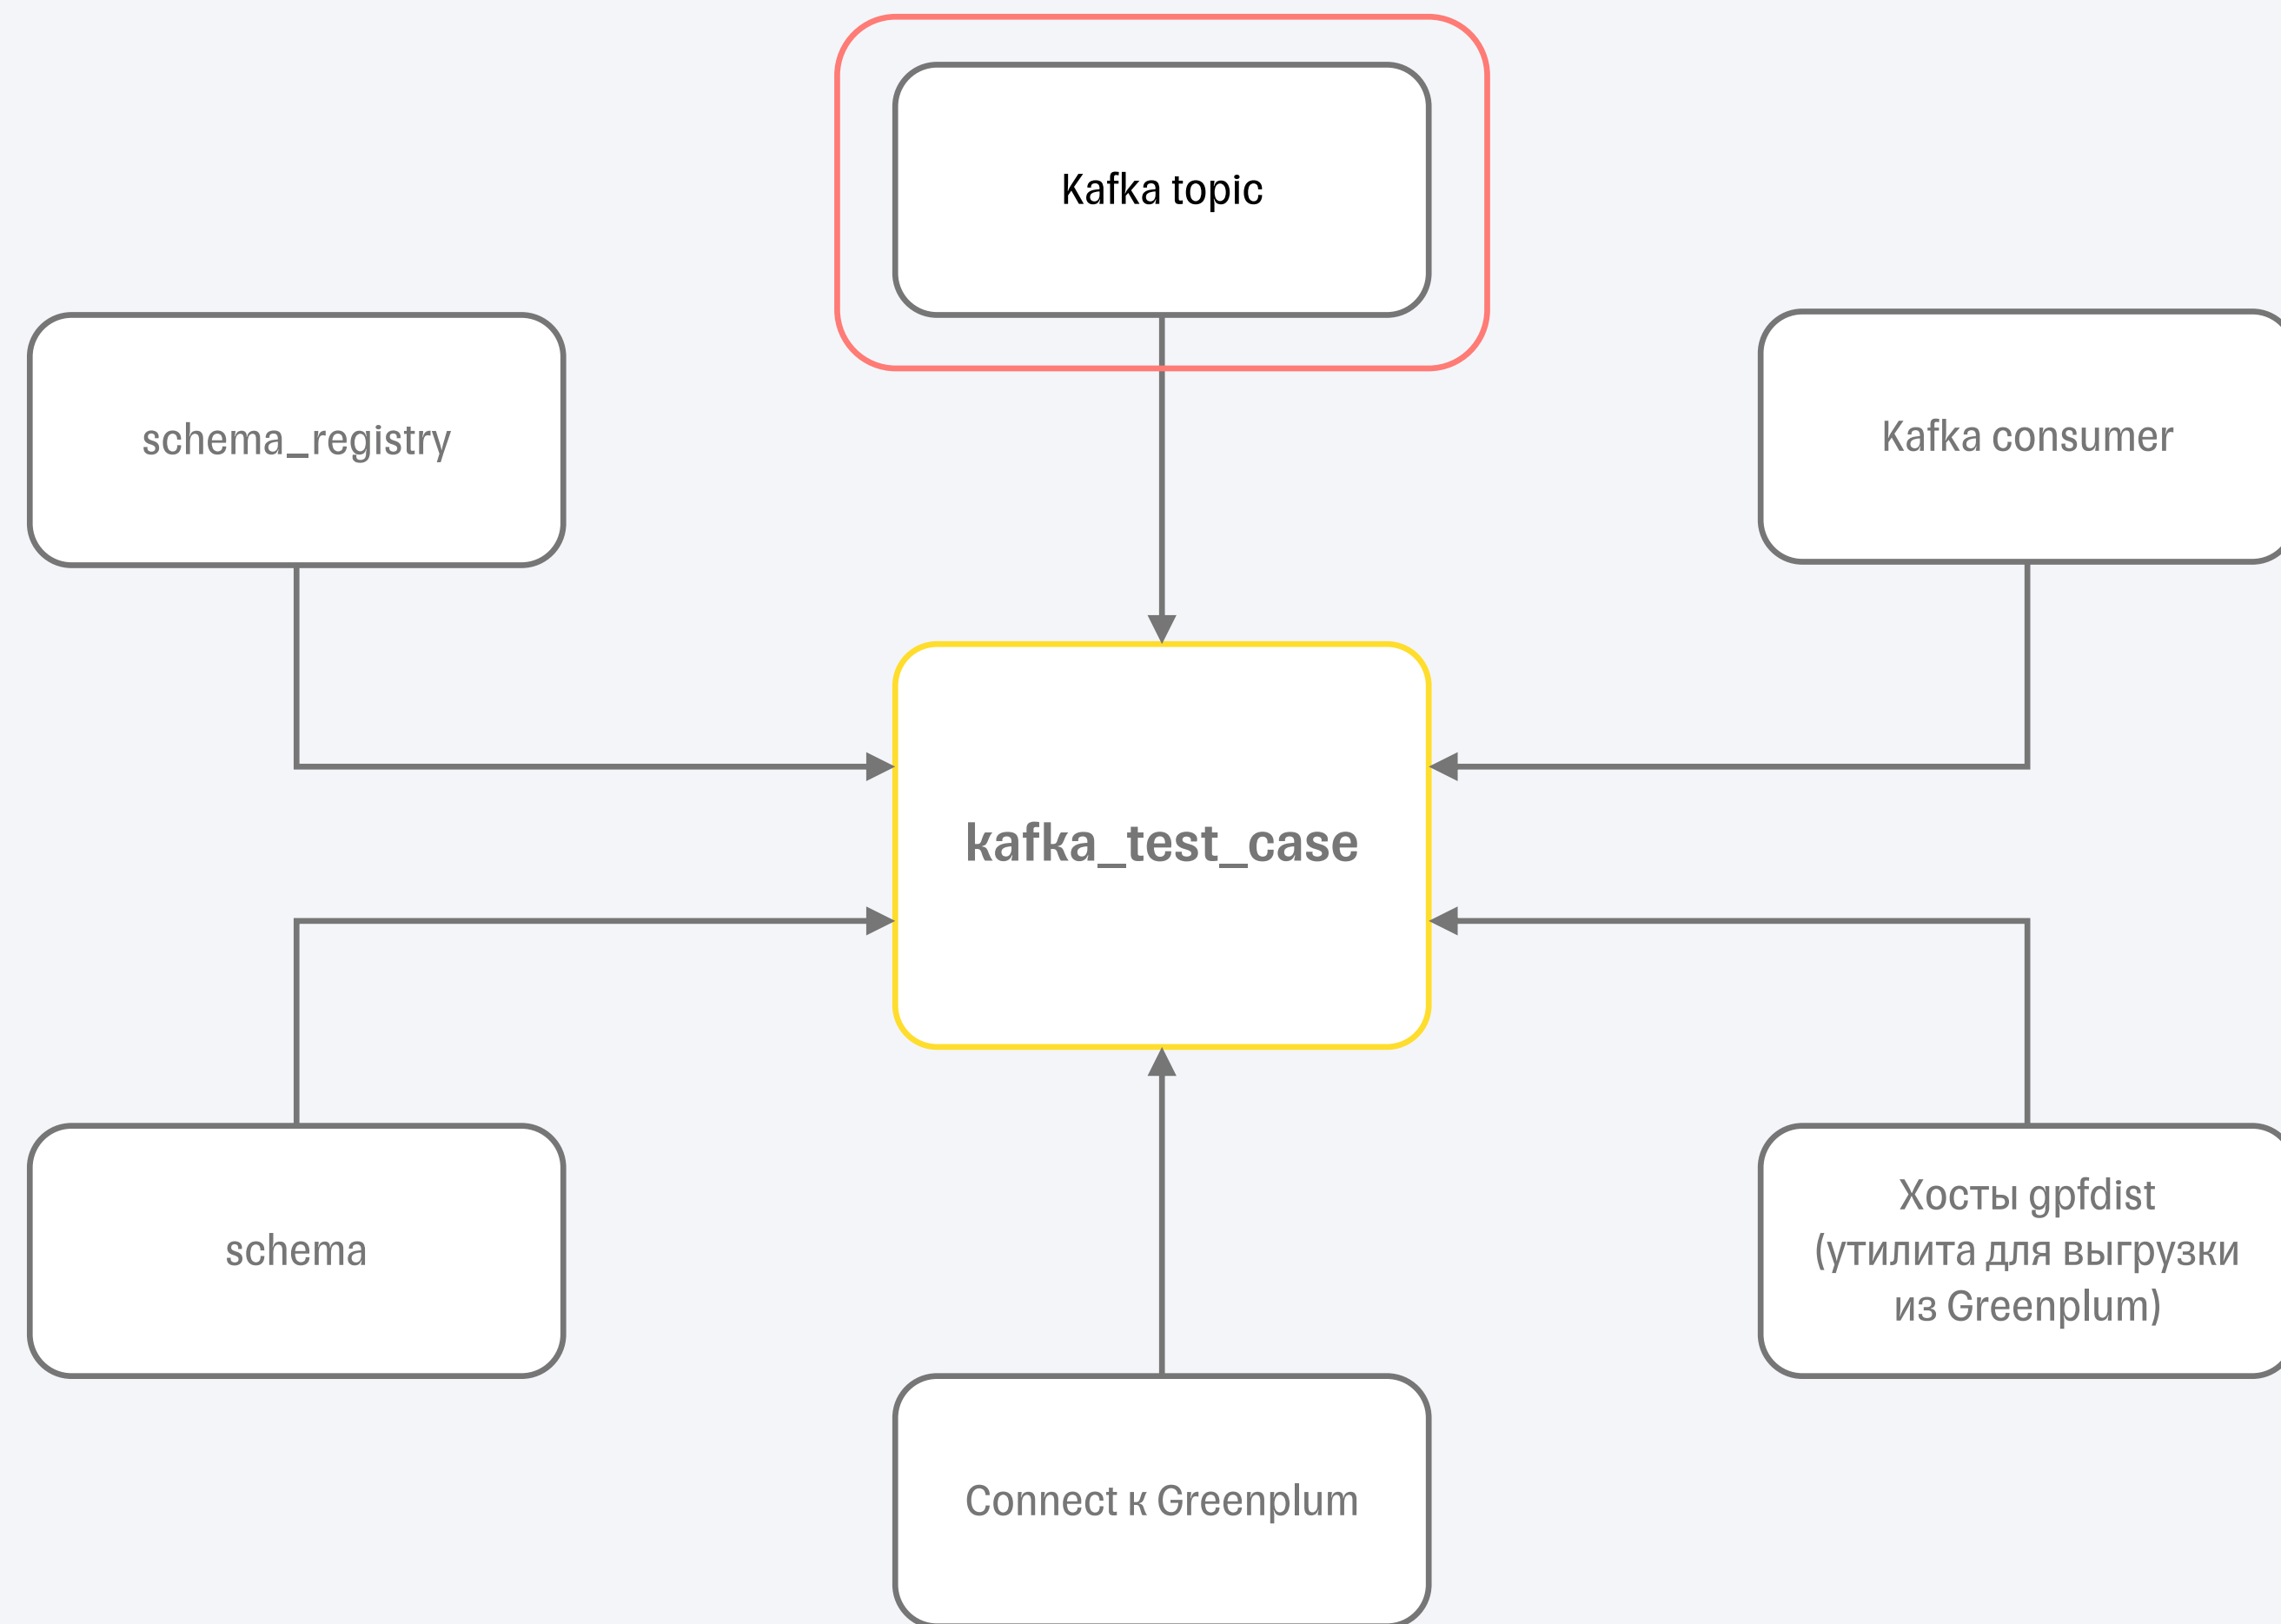 Kafka topic
schema_registry
Kafka consumer
kafka_test_case
schema
Хосты gpfdist
(утилита для выгрузки
из Greenplum)
Connect к Greenplum